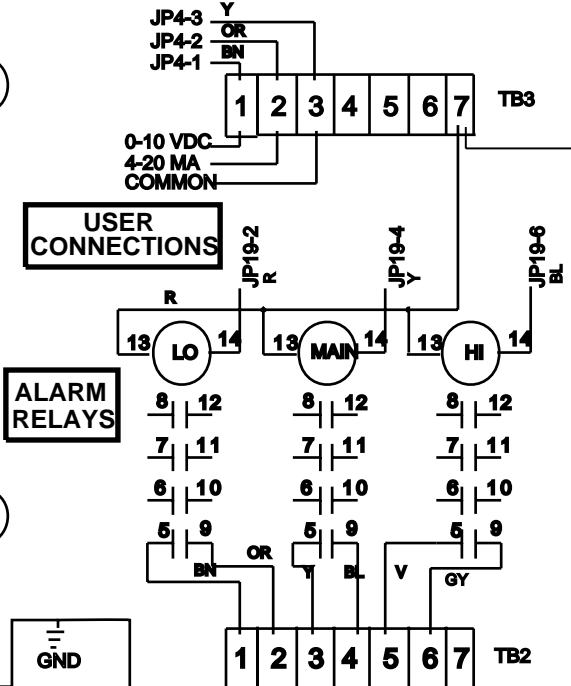 JP4-3 Y
JP4-2 OR
JP4-1 BN
1 2 3 4 5 6 7 TB3
0-10 VDC
4-20 MA
COMMON
USER
CONNECTIONS
JP19-2
R
JP19-4
Y
JP19-6
BL
R
13 LO 14 13 MAIN 14 13 HI 14
ALARM
RELAYS
8 12 8 12 8 12
7 11 7 11 7 11
6 10 6 10 6 10
5 9 5 9 5 9
OR
BN Y BL V GY
GND
1 2 3 4 5 6 7 TB2